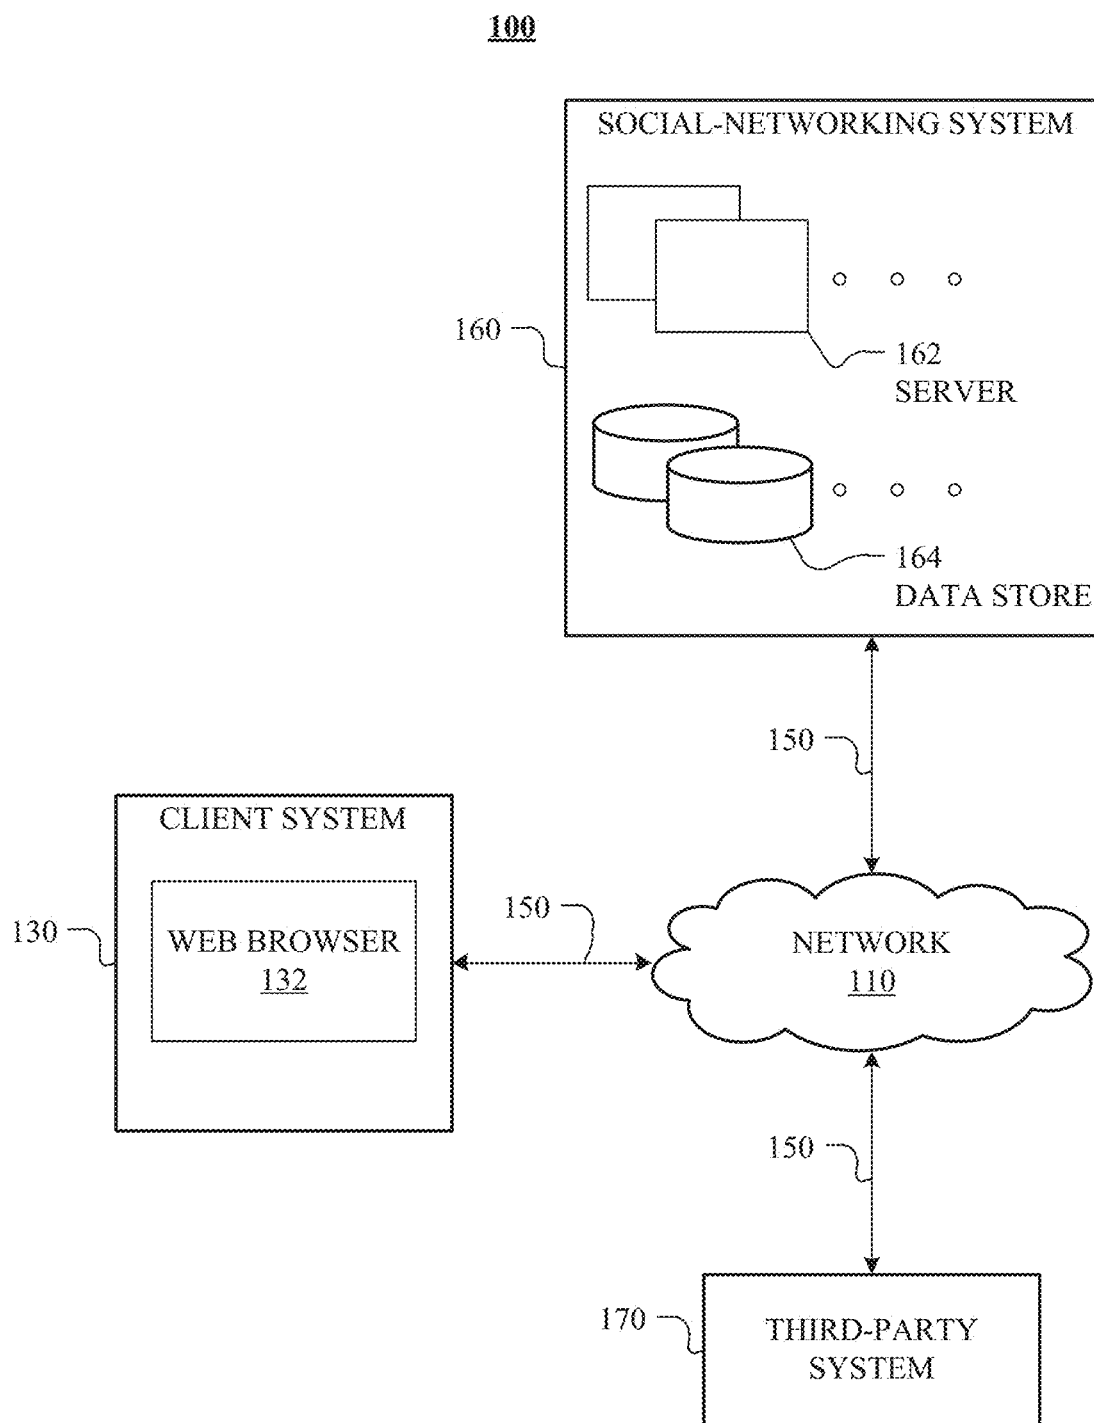 100
SOCIAL-NETWORKING SYSTEM
160
162
SERVER
164
DATA STORE
150
CLIENT SYSTEM
130
WEB BROWSER
132
150
NETWORK
110
150
170
THIRD-PARTY
SYSTEM